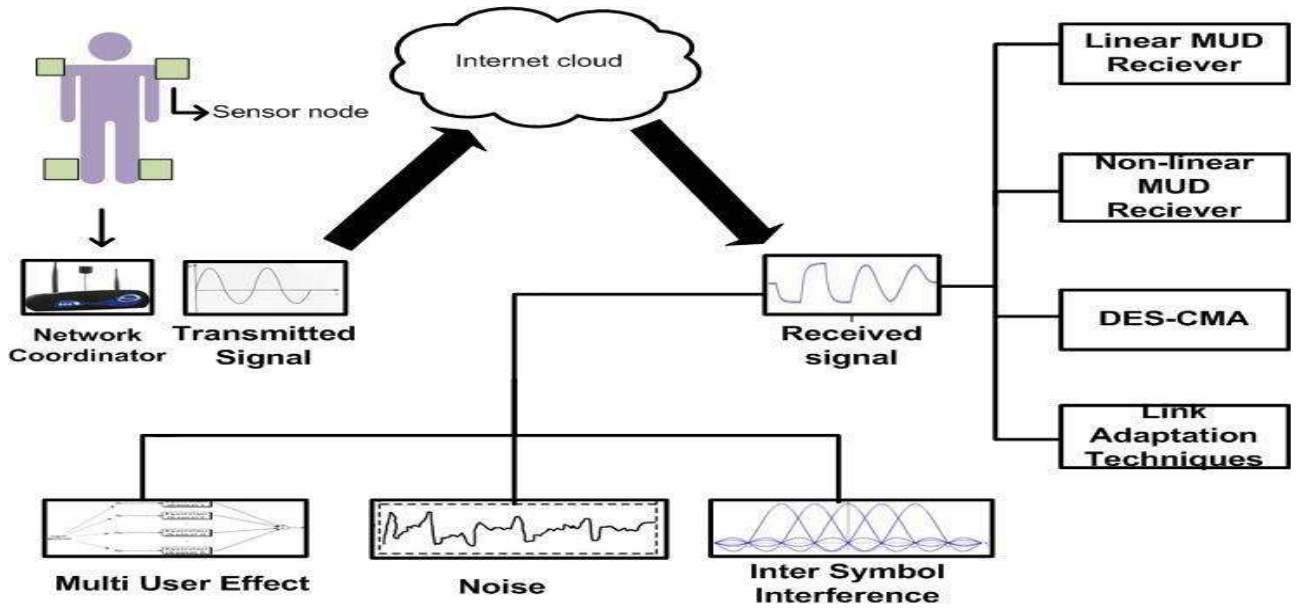 Internet cloud
Sensor node
Network
Coordinator
Transmitted
Signal
Received
signal
Linear MUD
Reciever
Non-linear
MUD
Reciever
DES-CMA
Link
Adaptation
Techniques
Multi User Effect
Noise
Inter Symbol
Interference